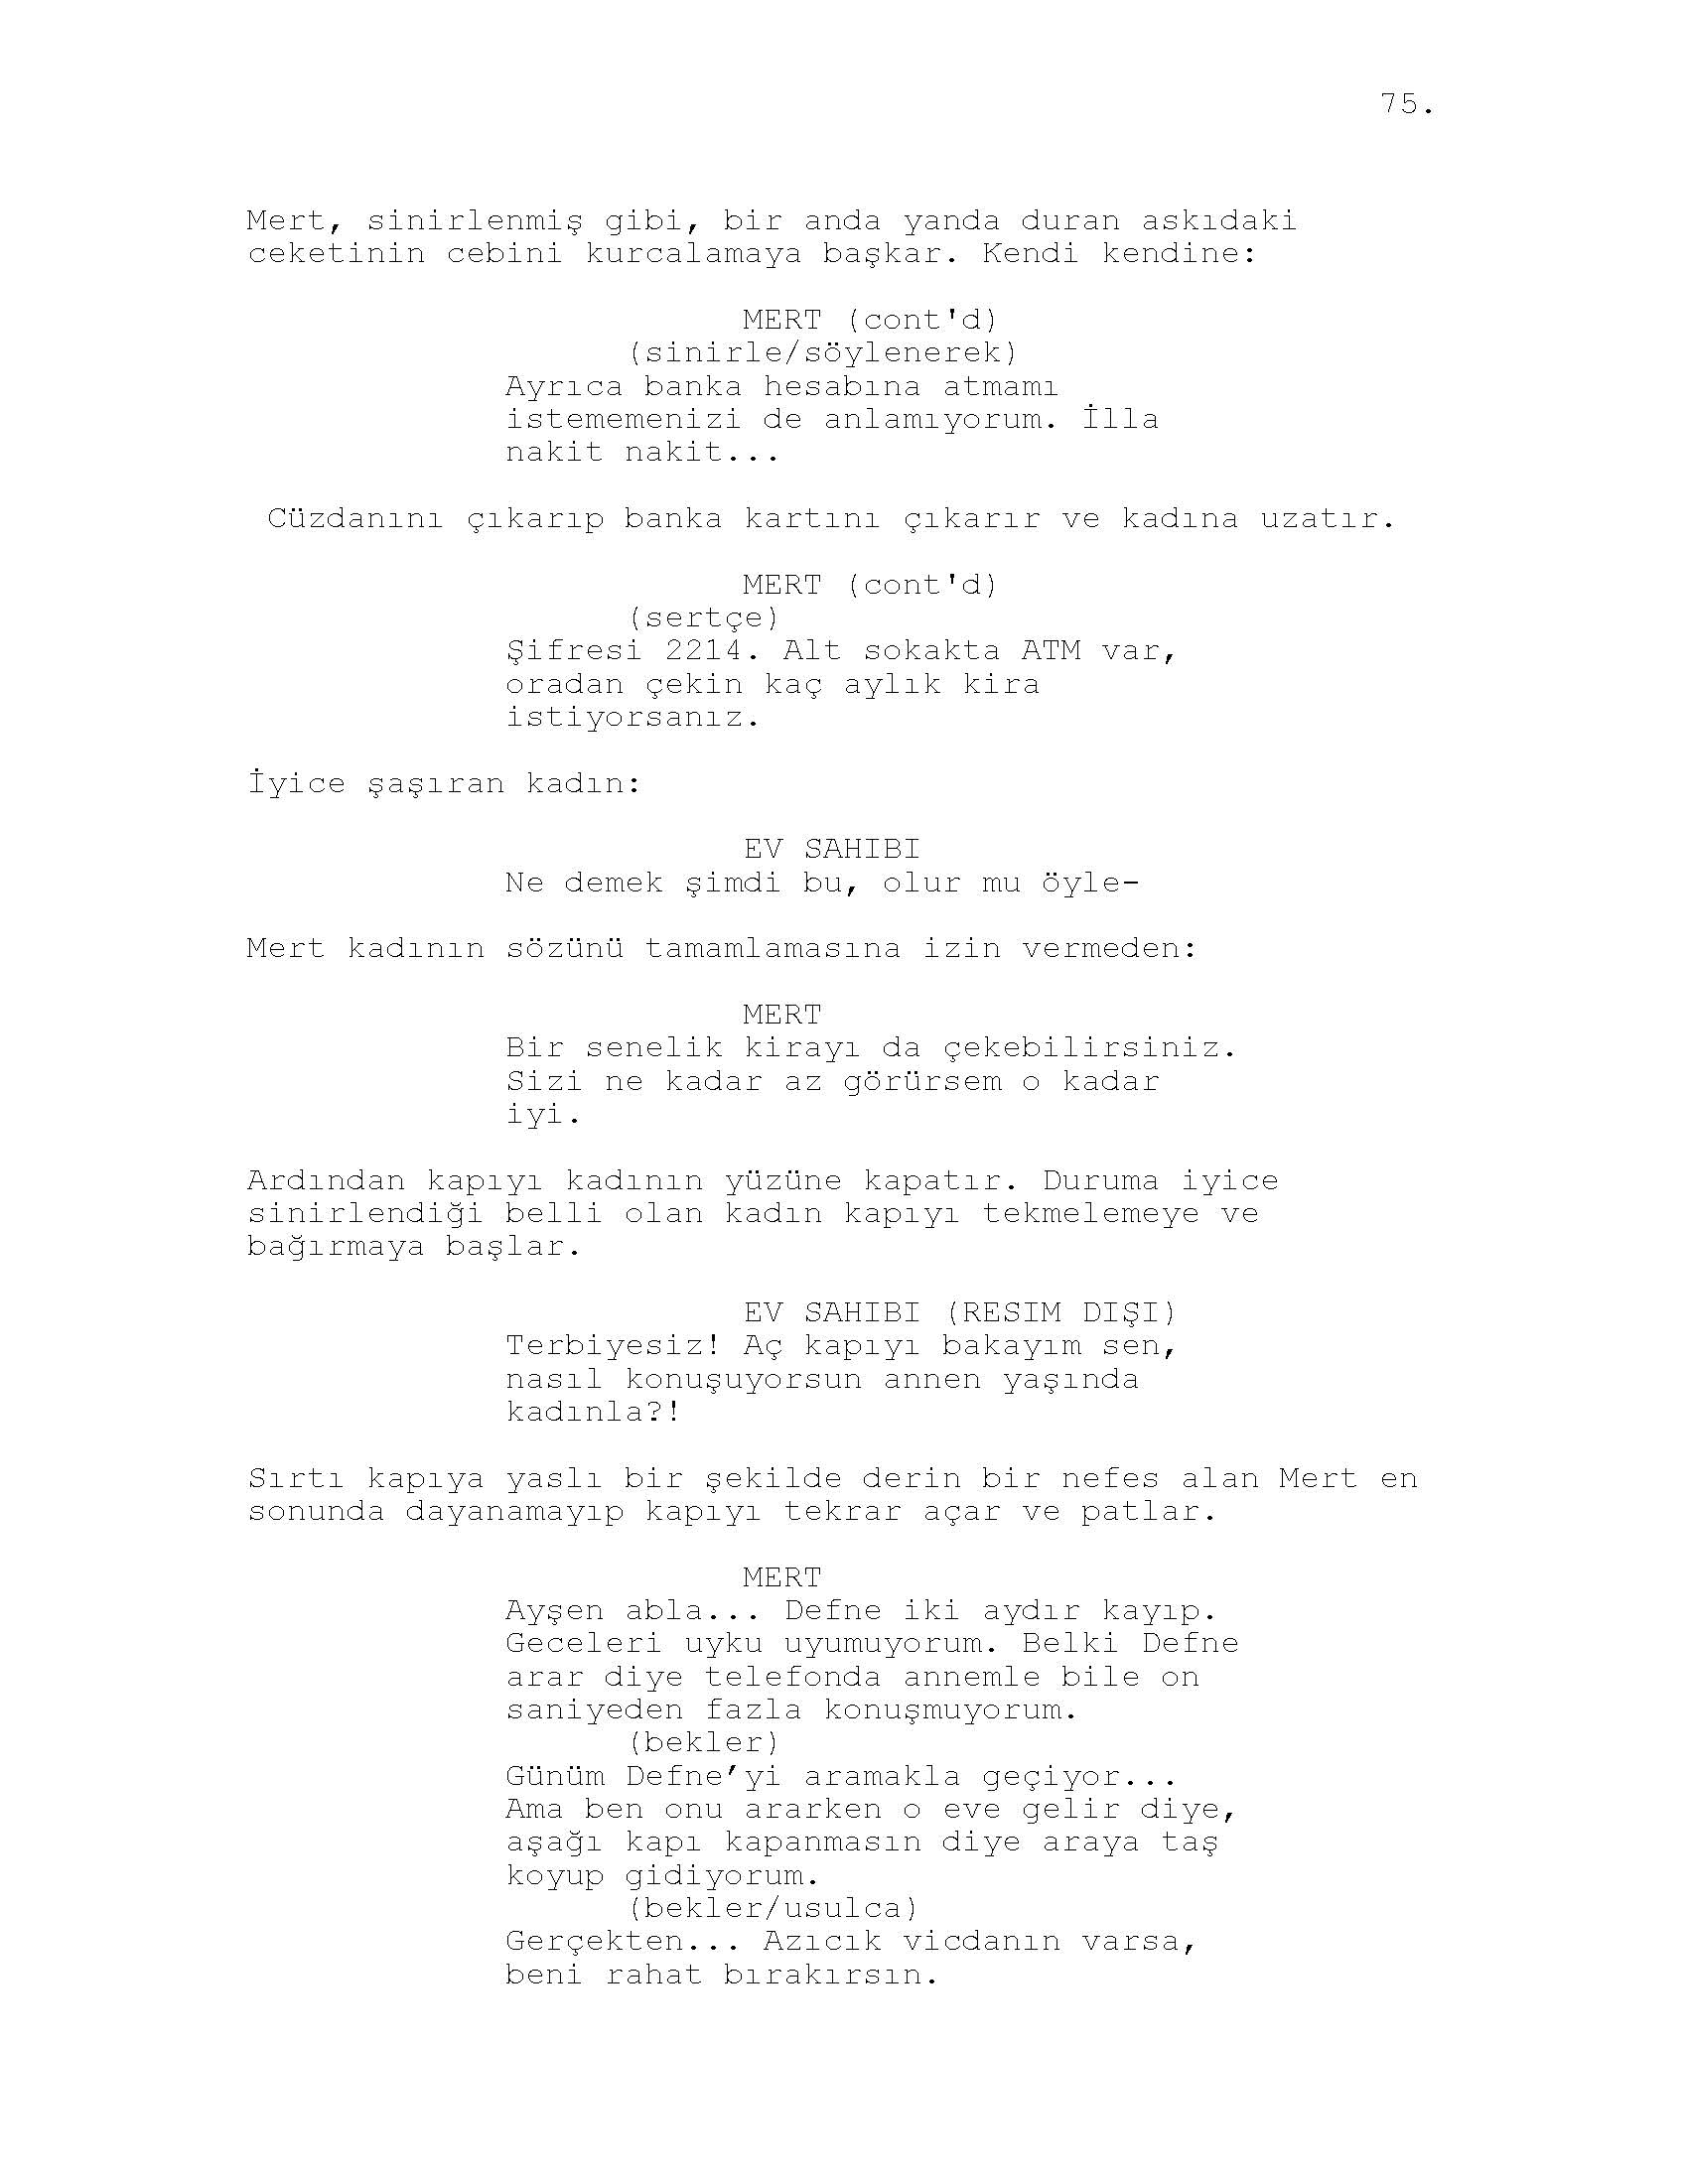 75.
Mert, sinirlenmiş gibi, bir anda yanda duran askıdaki
ceketinin cebini kurcalamaya başkar. Kendi kendine:
MERT (cont'd)
(sinirle/söylenerek)
Ayrıca banka hesabına atmamı
istememenizi de anlamıyorum. İlla
nakit nakit...
Cüzdanını çıkarıp banka kartını çıkarır ve kadına uzatır.
MERT (cont'd)
(sertçe)
Şifresi 2214. Alt sokakta ATM var,
oradan çekin kaç aylık kira
istiyorsanız.
İyice şaşıran kadın:
EV SAHIBI
Ne demek şimdi bu, olur mu öyle-
Mert kadının sözünü tamamlamasına izin vermeden:
MERT
Bir senelik kirayı da çekebilirsiniz.
Sizi ne kadar az görürsem o kadar
iyi.
Ardından kapıyı kadının yüzüne kapatır. Duruma iyice
sinirlendiği belli olan kadın kapıyı tekmelemeye ve
bağırmaya başlar.
EV SAHIBI (RESIM DIŞI)
Terbiyesiz! Aç kapıyı bakayım sen,
nasıl konuşuyorsun annen yaşında
kadınla?!
Sırtı kapıya yaslı bir şekilde derin bir nefes alan Mert en
sonunda dayanamayıp kapıyı tekrar açar ve patlar.
MERT
Ayşen abla... Defne iki aydır kayıp.
Geceleri uyku uyumuyorum. Belki Defne
arar diye telefonda annemle bile on
saniyeden fazla konuşmuyorum.
(bekler)
Günüm Defne’yi aramakla geçiyor...
Ama ben onu ararken o eve gelir diye,
aşağı kapı kapanmasın diye araya taş
koyup gidiyorum.
(bekler/usulca)
Gerçekten... Azıcık vicdanın varsa,
beni rahat bırakırsın.